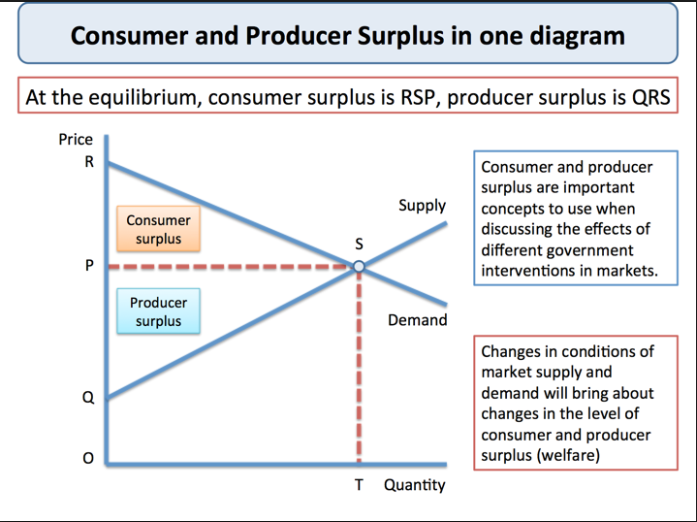 Consumer and Producer Surplus in one diagram
At the equilibrium, consumer surplus is RSP, producer surplus is QRS
Price
R
Consumer
surplus
P
Producer
surplus
Q
O
Supply
S
Demand
T
Quantity
Consumer and producer
surplus are important
concepts to use when
discussing the effects of
different government
interventions in markets.
Changes in conditions of
market supply and
demand will bring about
changes in the level of
consumer and producer
surplus (welfare)